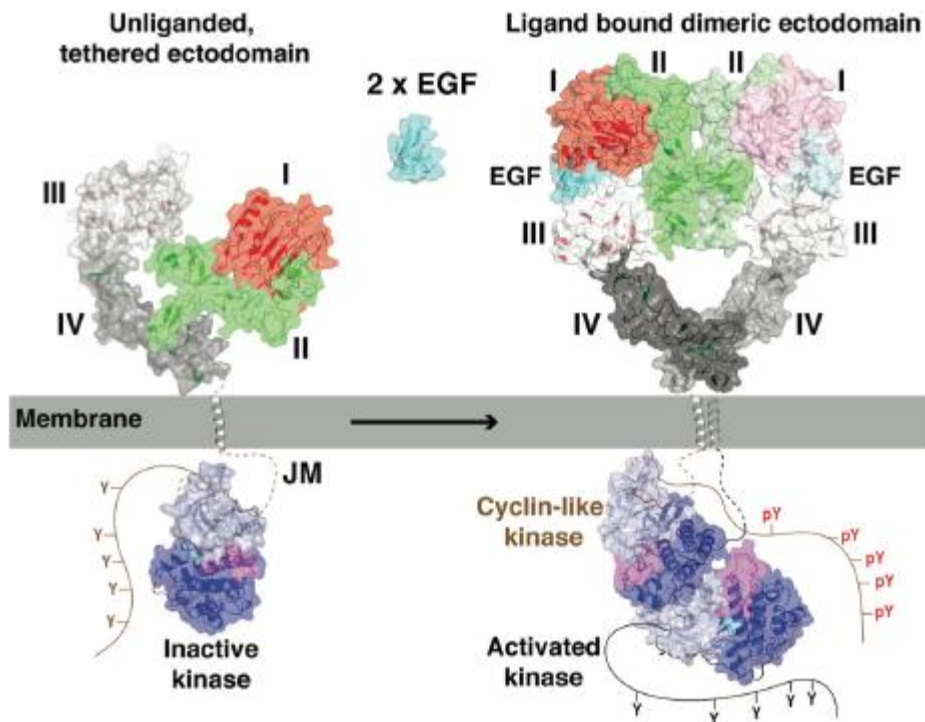 Unliganded,
tethered ectodomain
Ligand bound dimeric ectodomain
2 x EGF
I
II
II
I
III
I
EGF
EGF
III
III
IV
II
IV
IV
Membrane
JM
Cyclin-like
kinase
Y
Y
Y
Y
Y
pY
pY
pY
pY
Inactive
kinase
Activated
kinase
Y
Y
Y
Y
Y